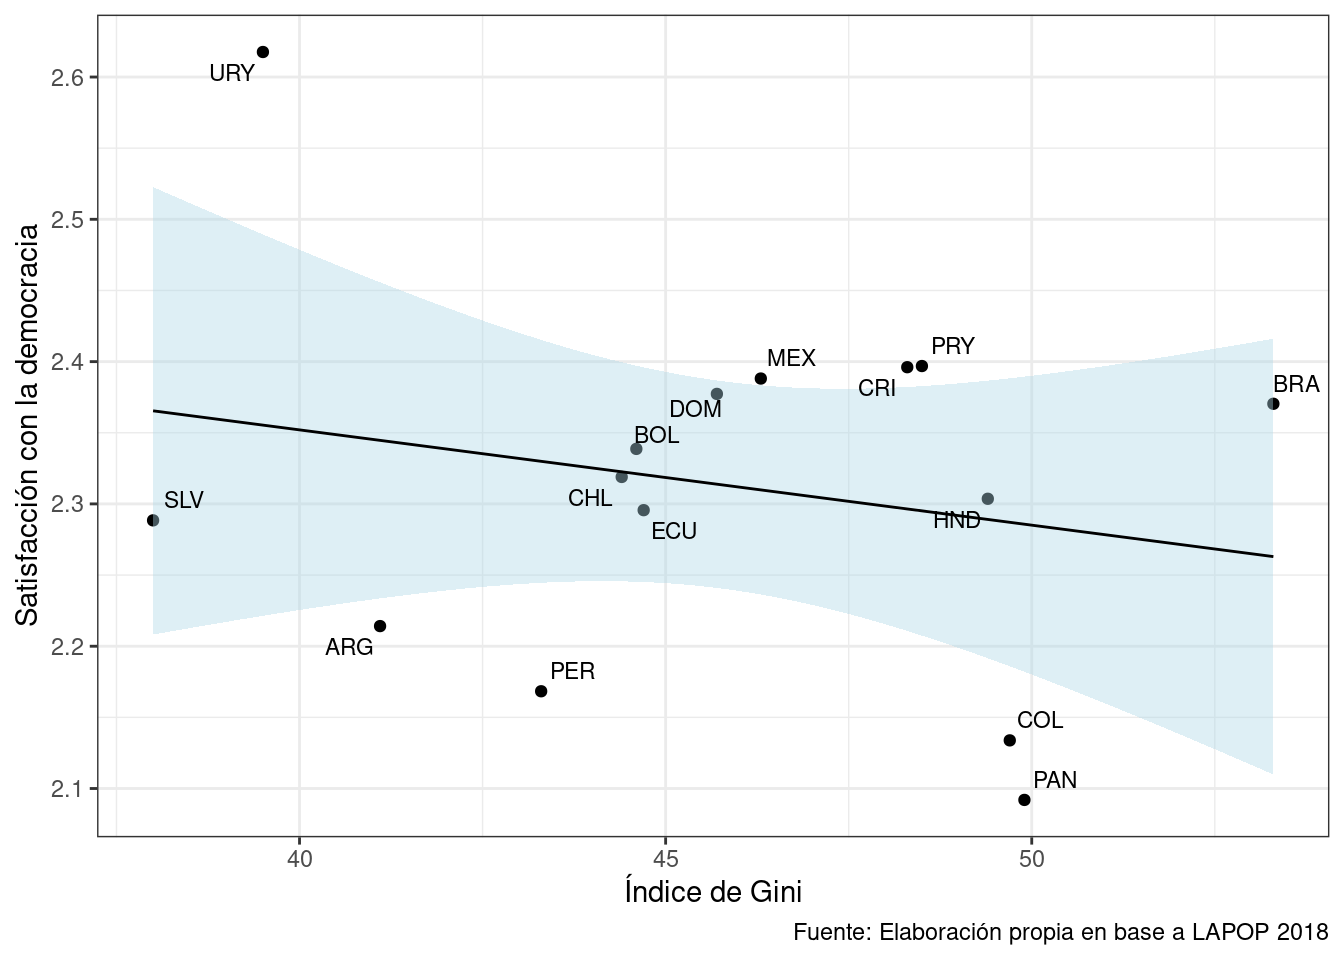 URY
2.6
2.5
2.4
MEX
PRY
CRI
BRA
DOM
BOL
2.3
SLV
CHL
HND
ECU
2.2
ARG
PER
COL
PAN
2.1
Satisfacción con la democracia
40
45
50
Índice de Gini
Fuente: Elaboración propia en base a LAPOP 2018